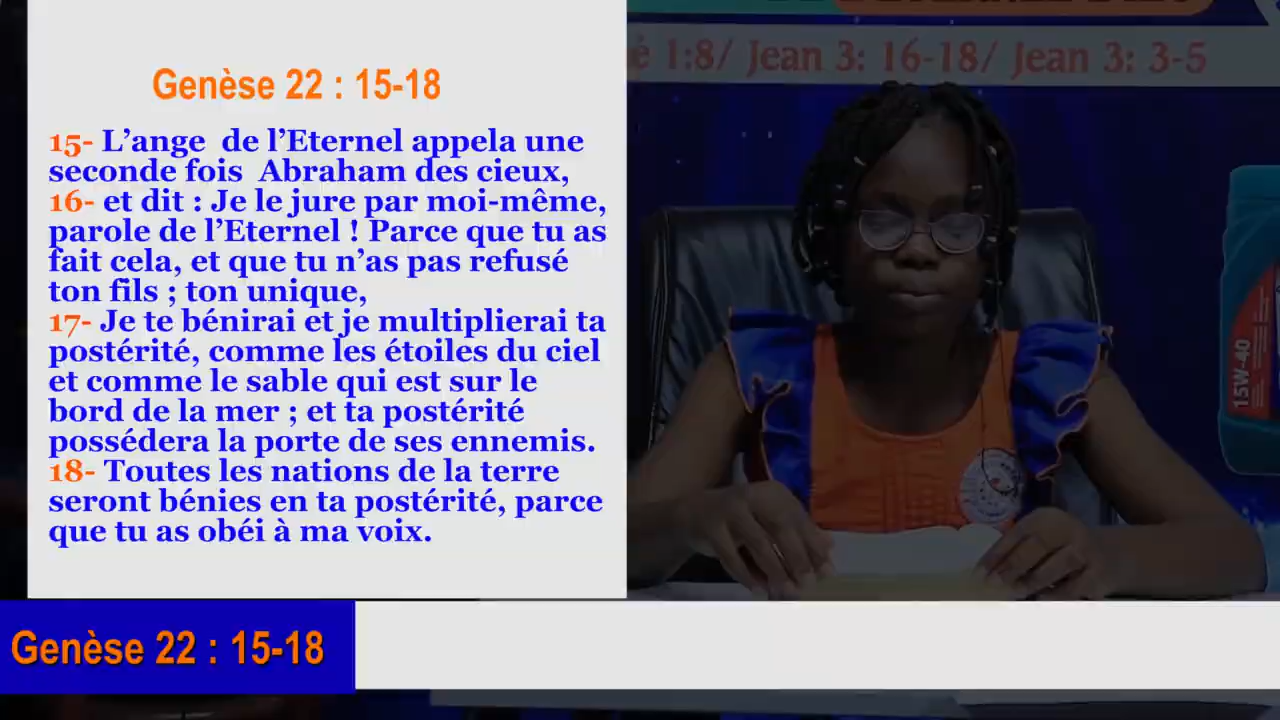 é 1:8/ Jean 3: 16-18/ Jean 3: 3-5
Genèse 22 : 15-18
15- L’ange  de l’Eternel appela une
seconde fois  Abraham des cieux,
16- et dit : Je le jure par moi-même,
parole de l’Eternel ! Parce que tu as
fait cela, et que tu n’as pas refusé
ton fils ; ton unique,
17- Je te bénirai et je multiplierai ta
postérité, comme les étoiles du ciel
et comme le sable qui est sur le
bord de la mer ; et ta postérité
possédera la porte de ses ennemis.
18- Toutes les nations de la terre
seront bénies en ta postérité, parce
que tu as obéi à ma voix.
15W-40
Genèse 22 : 15-18